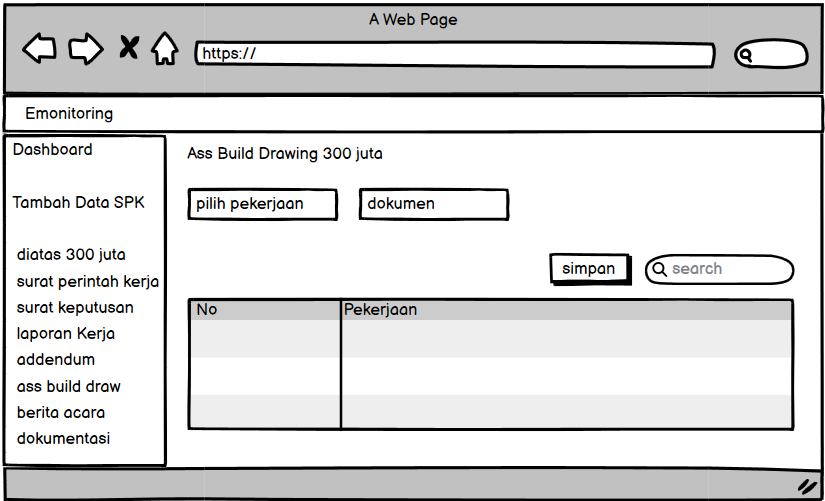 A Web Page
https://
Emonitoring
Dashboard
Tambah Data SPK
diatas 300 juta
surat perintah kerja
surat keputusan
laporan Kerja
addendum
ass build draw
berita acara
dokumentasi
Ass Build Drawing 300 juta
pilih pekerjaan
dokumen
simpan
search
No
Pekerjaan